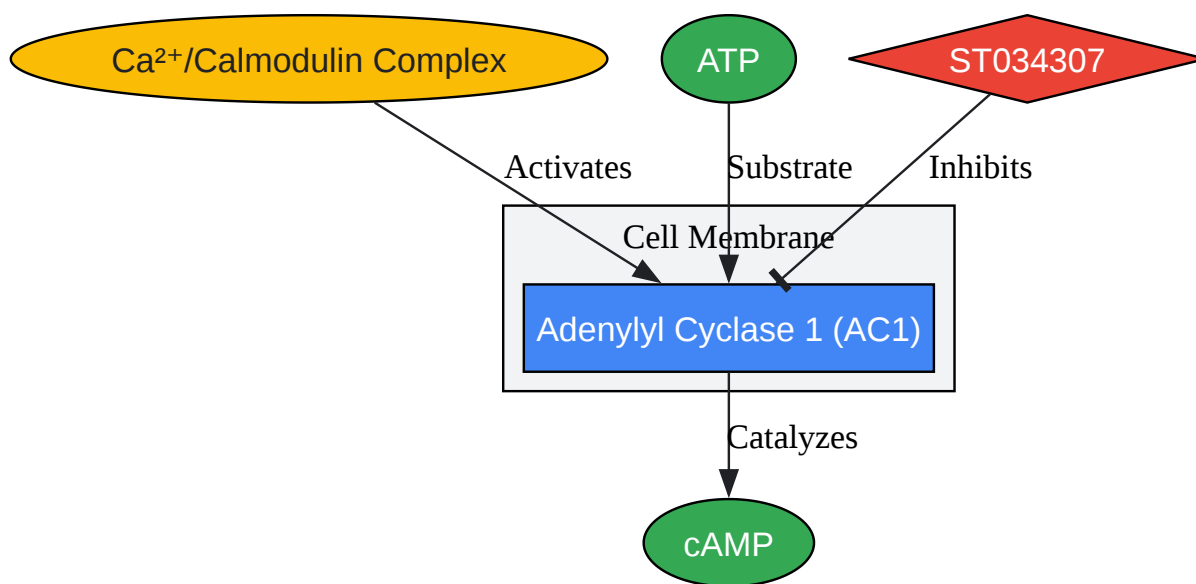 Ca²⁺/Calmodulin Complex
ATP
ST034307
Activates
Substrate
Inhibits
Cell Membrane
Adenylyl Cyclase 1 (AC1)
Catalyzes
cAMP